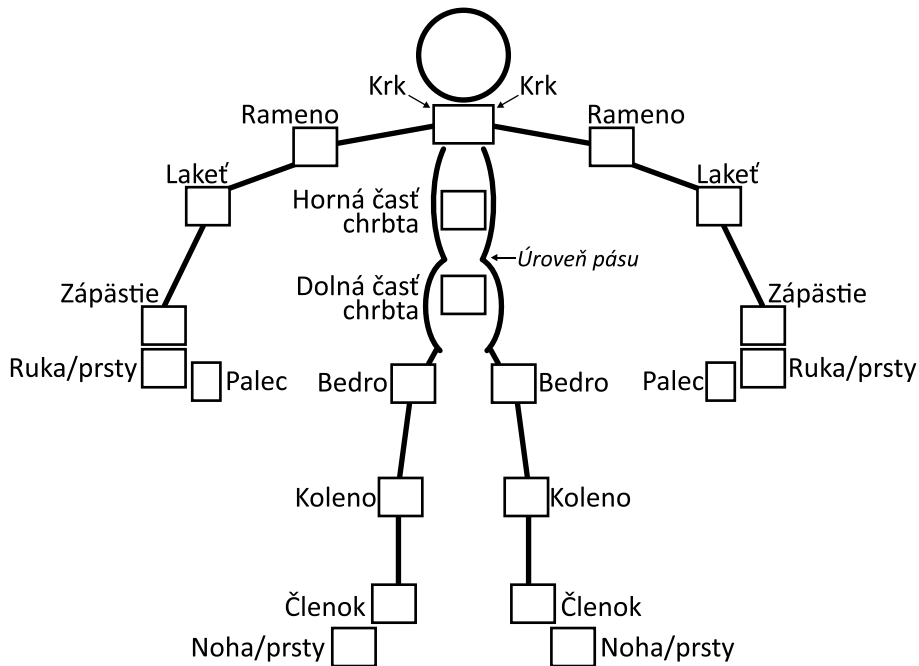 Krk Krk
Rameno Rameno
Lakeť Lakeť
Horná časť
chrbta
Úroveň pásu
Dolná časť
chrbta
Zápästie Zápästie
Ruka/prsty Palec Bedro Bedro Palec Ruka/prsty
Koleno Koleno
Členok Členok
Noha/prsty Noha/prsty